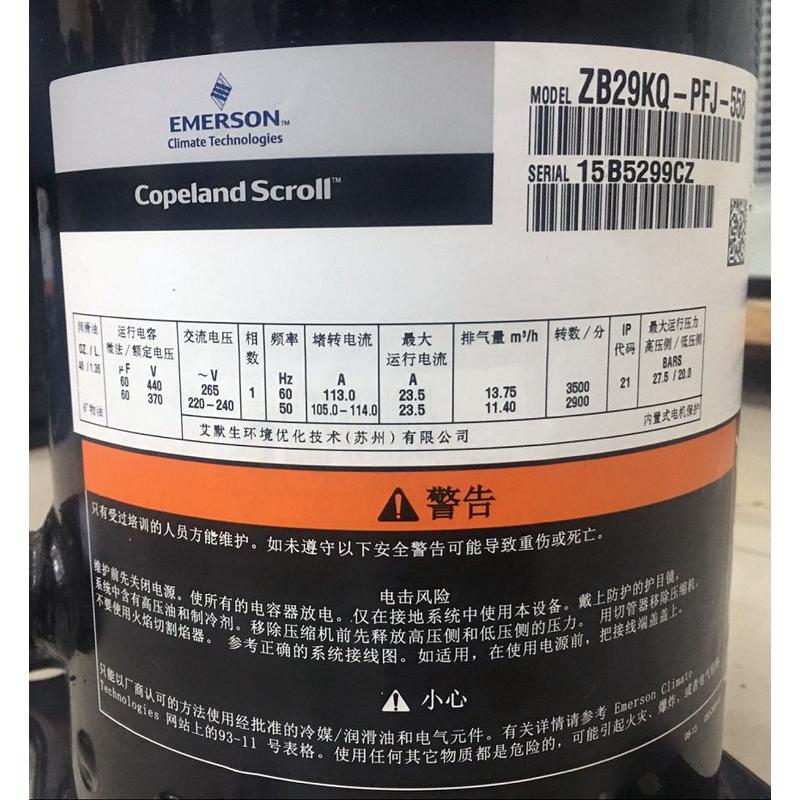 EMERSON™
Climate Technologies
Copeland Scroll™
MODEL ZB29KQ-PFJ-558
SERIAL 15B5299CZ
润滑油 OZ./L. 46/1.36 矿物油
运行电容 微法/额定电压 μF V 60 440 60 370
交流电压 ~V 265 220-240
相数 1
频率 Hz 60 50
堵转电流 A 113.0 105.0-114.0
最大运行电流 A 23.5 23.5
排气量 m³/h 13.75 11.40
转数/分 3500 2900
IP代码 21
最大运行压力 高压侧/低压侧 BARS 27.5 / 20.0
艾默生环境优化技术(苏州)有限公司
内置式电机保护
警告
只有受过培训的人员方能维护。如未遵守以下安全警告可能导致重伤或死亡。
电击风险
维护前先关闭电源。使所有的电容器放电。仅在接地系统中使用本设备。戴上防护的护目镜。
系统中含有高压油和制冷剂。移除压缩机前先释放高压侧和低压侧的压力。用切管器移除压缩机。
不要使用火焰切割焰器。参考正确的系统接线图。如适用，在使用电源前，把接线端盖盖上。
小心
只能以厂商认可的方法使用经批准的冷媒/润滑油和电气元件。有关详情请参考 Emerson Climate
Technologies 网站上的93-11 号表格。使用任何其它物质都是危险的，可能引起火灾、爆炸，或者电气短路。